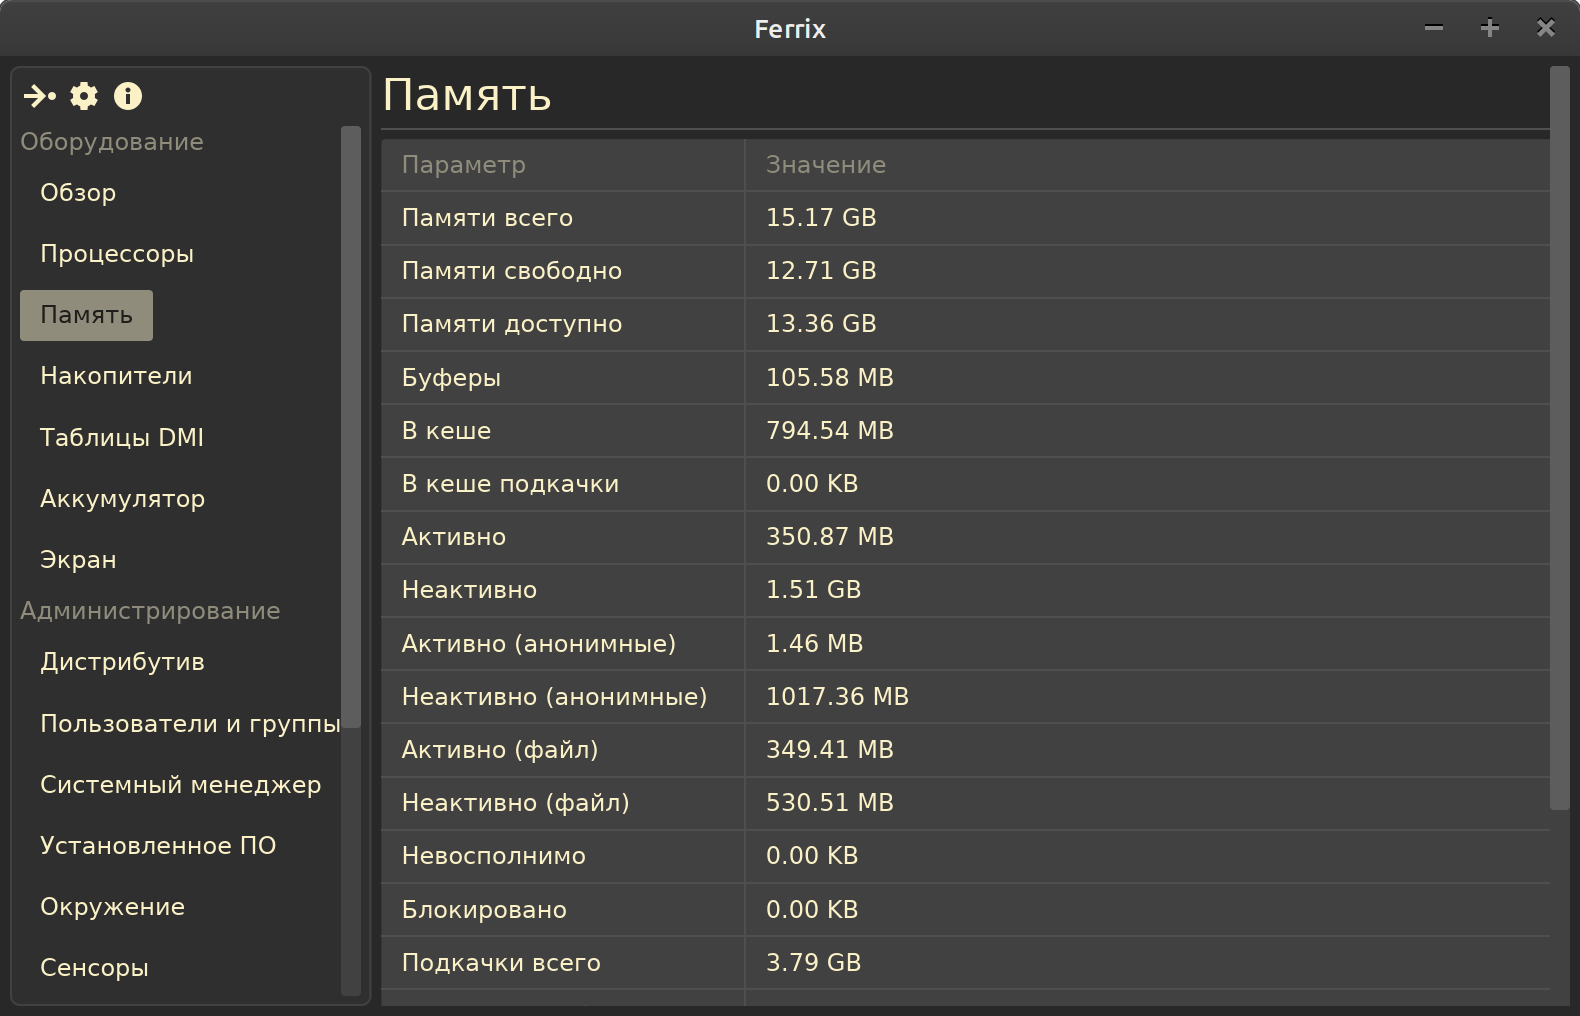 Ferrix
Оборудование
Обзор
Процессоры
Память
Накопители
Таблицы DMI
Аккумулятор
Экран
Администрирование
Дистрибутив
Пользователи и группы
Системный менеджер
Установленное ПО
Окружение
Сенсоры
Память
Параметр Значение
Памяти всего 15.17 GB
Памяти свободно 12.71 GB
Памяти доступно 13.36 GB
Буферы 105.58 MB
В кеше 794.54 MB
В кеше подкачки 0.00 KB
Активно 350.87 MB
Неактивно 1.51 GB
Активно (анонимные) 1.46 MB
Неактивно (анонимные) 1017.36 MB
Активно (файл) 349.41 MB
Неактивно (файл) 530.51 MB
Невосполнимо 0.00 KB
Блокировано 0.00 KB
Подкачки всего 3.79 GB